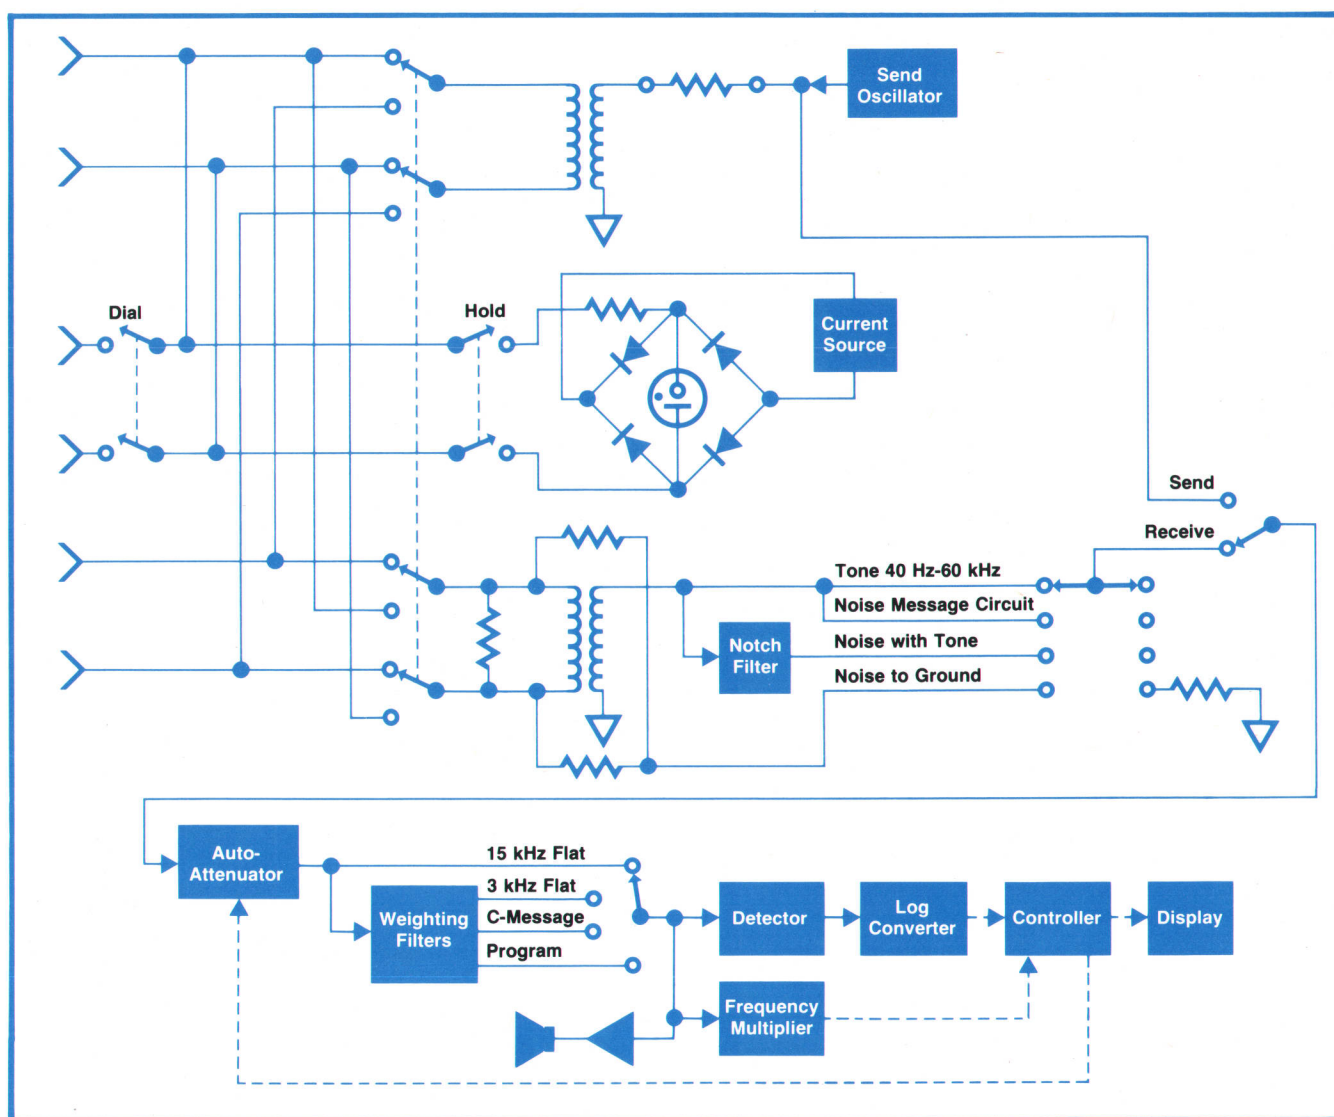 Send
Oscillator
Dial
Hold
Current
Source
Send
Receive
Tone 40 Hz-60 kHz
Noise Message Circuit
Notch
Filter
Noise with Tone
Noise to Ground
Auto-
Attenuator
15 kHz Flat
3 kHz Flat
C-Message
Program
Weighting
Filters
Detector
Log
Converter
Controller
Display
Frequency
Multiplier